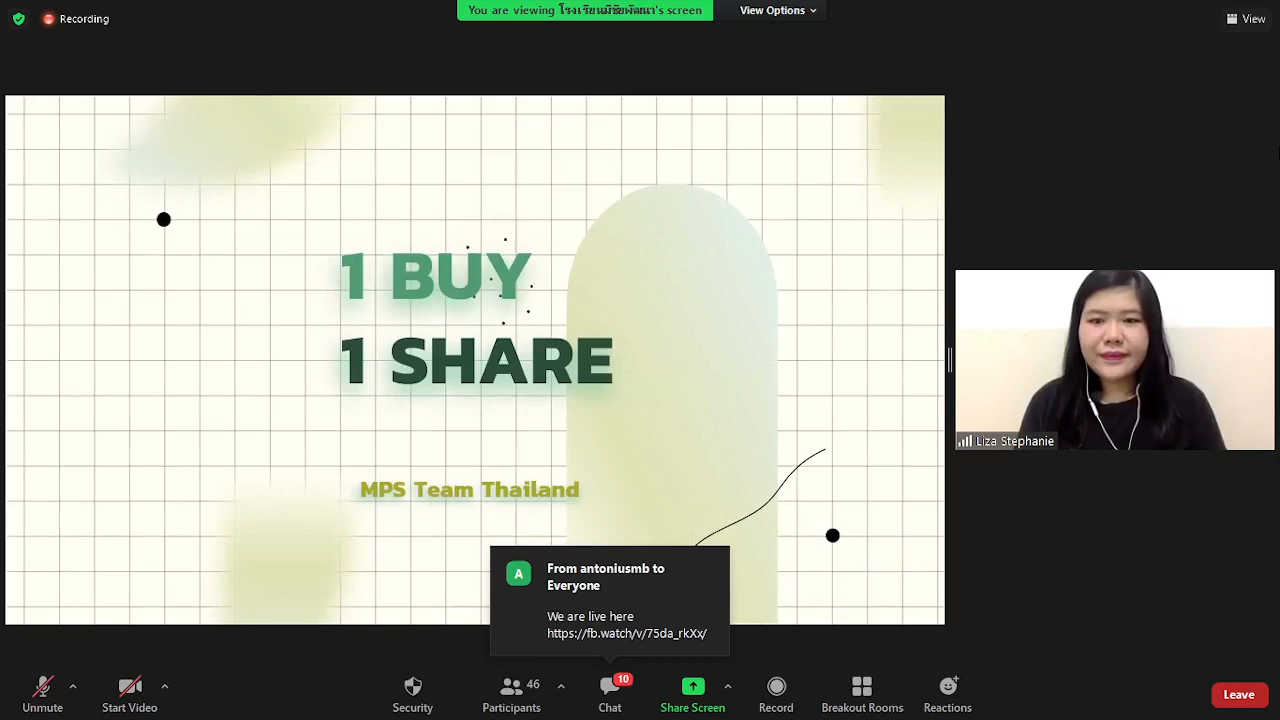 Recording
You are viewing โรงเรียนมีชัยพัฒนา's screen
View Options
View
1 BUY
1 SHARE
MPS Team Thailand
Liza Stephanie
A
From antoniusmb to
Everyone
We are live here
https://fb.watch/v/75da_rkXx/
Unmute
Start Video
Security
46
Participants
10
Chat
Share Screen
Record
Breakout Rooms
Reactions
Leave